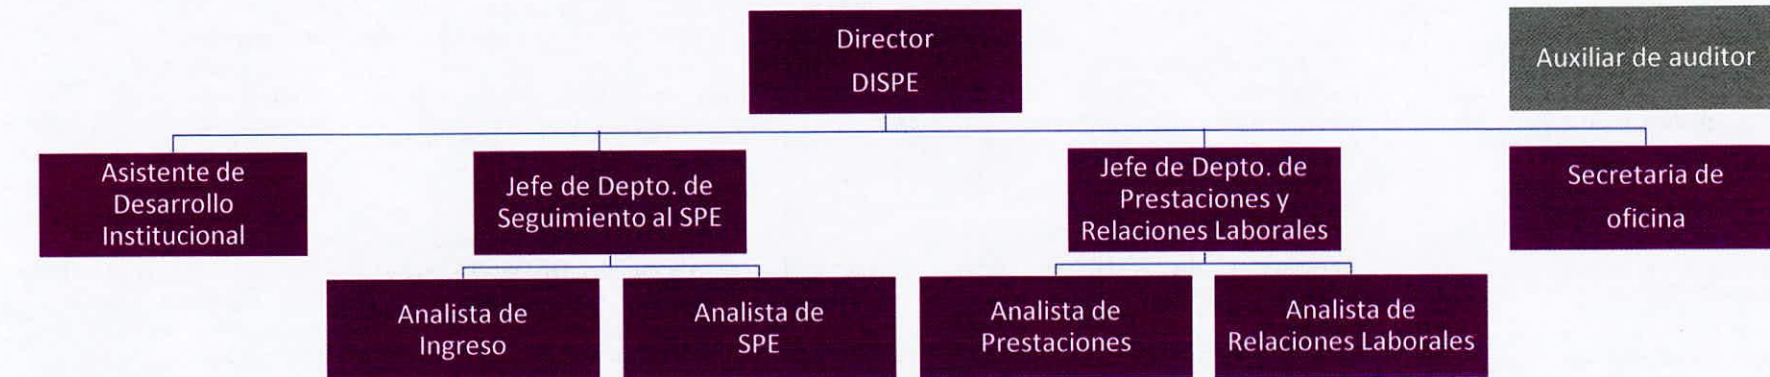 Director
DISPE
Auxiliar de auditor
Asistente de
Desarrollo
Institucional
Jefe de Depto. de
Seguimiento al SPE
Jefe de Depto. de
Prestaciones y
Relaciones Laborales
Secretaria de
oficina
Analista de
Ingreso
Analista de
SPE
Analista de
Prestaciones
Analista de
Relaciones Laborales